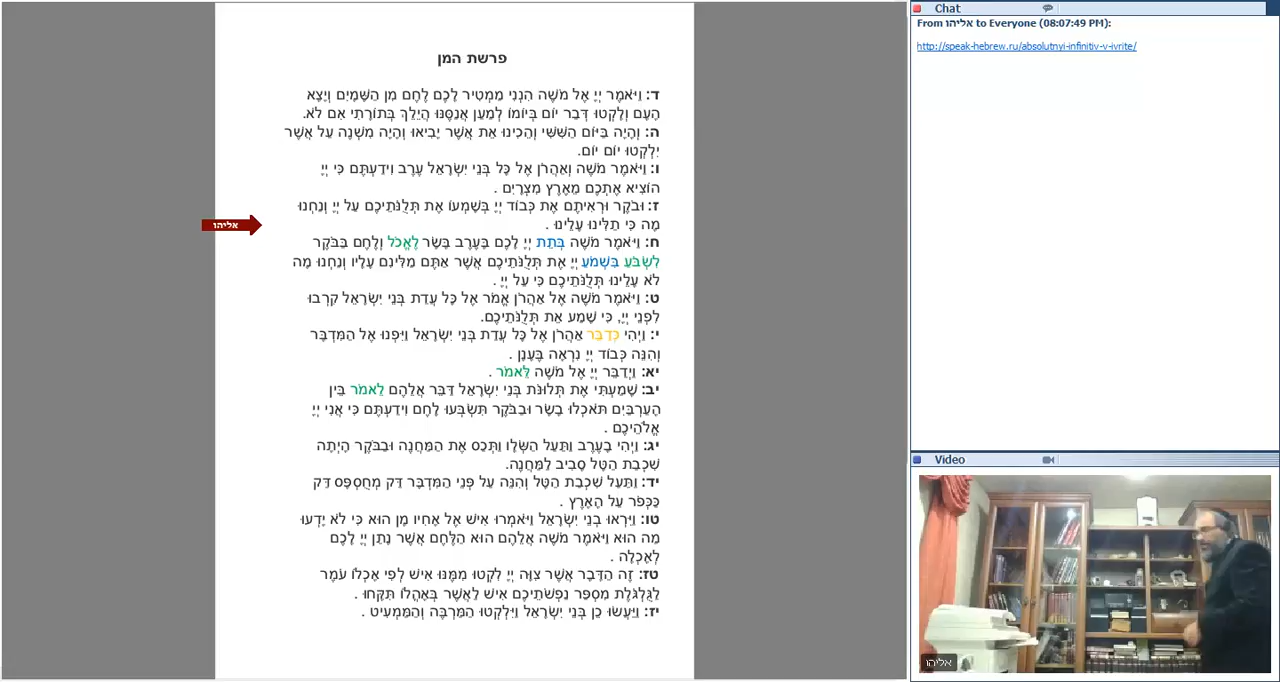 פרשת המן
ד: וַיֹּאמֶר יְיָ אֶל מֹשֶׁה הִנְנִי מַמְטִיר לָכֶם לֶחֶם מִן הַשָּׁמָיִם וְיָצָא
הָעָם וְלָקְטוּ דְּבַר יוֹם בְּיוֹמוֹ לְמַעַן אֲנַסֶּנּוּ הֲיֵלֵךְ בְּתוֹרָתִי אִם לֹא.
ה: וְהָיָה בַּיּוֹם הַשִּׁשִּׁי וְהֵכִינוּ אֵת אֲשֶׁר יָבִיאוּ וְהָיָה מִשְׁנֶה עַל אֲשֶׁר
יִלְקְטוּ יוֹם יוֹם.
ו: וַיֹּאמֶר מֹשֶׁה וְאַהֲרֹן אֶל כָּל בְּנֵי יִשְׂרָאֵל עֶרֶב וִידַעְתֶּם כִּי יְיָ
הוֹצִיא אֶתְכֶם מֵאֶרֶץ מִצְרָיִם .
ז: וּבֹקֶר וּרְאִיתֶם אֶת כְּבוֹד יְיָ בְּשָׁמְעוֹ אֶת תְּלֻנֹּתֵיכֶם עַל יְיָ וְנַחְנוּ
מָה כִּי תַלִּינוּ עָלֵינוּ .
ח: וַיֹּאמֶר מֹשֶׁה בְּתֵת יְיָ לָכֶם בָּעֶרֶב בָּשָׂר לֶאֱכֹל וְלֶחֶם בַּבֹּקֶר
לִשְׂבֹּעַ בִּשְׁמֹעַ יְיָ אֶת תְּלֻנֹּתֵיכֶם אֲשֶׁר אַתֶּם מַלִּינִם עָלָיו וְנַחְנוּ מָה
לֹא עָלֵינוּ תְלֻנֹּתֵיכֶם כִּי עַל יְיָ .
ט: וַיֹּאמֶר מֹשֶׁה אֶל אַהֲרֹן אֱמֹר אֶל כָּל עֲדַת בְּנֵי יִשְׂרָאֵל קִרְבוּ
לִפְנֵי יְיָ, כִּי שָׁמַע אֵת תְּלֻנֹּתֵיכֶם.
י: וַיְהִי כְּדַבֵּר אַהֲרֹן אֶל כָּל עֲדַת בְּנֵי יִשְׂרָאֵל וַיִּפְנוּ אֶל הַמִּדְבָּר
וְהִנֵּה כְּבוֹד יְיָ נִרְאָה בֶּעָנָן .
יא: וַיְדַבֵּר יְיָ אֶל מֹשֶׁה לֵּאמֹר .
יב: שָׁמַעְתִּי אֶת תְּלוּנֹּת בְּנֵי יִשְׂרָאֵל דַּבֵּר אֲלֵהֶם לֵאמֹר בֵּין
הָעַרְבַּיִם תֹּאכְלוּ בָשָׂר וּבַבֹּקֶר תִּשְׂבְּעוּ לָחֶם וִידַעְתֶּם כִּי אֲנִי יְיָ
אֱלֹהֵיכֶם .
יג: וַיְהִי בָעֶרֶב וַתַּעַל הַשְּׂלָו וַתְּכַס אֶת הַמַּחֲנֶה וּבַבֹּקֶר הָיְתָה
שִׁכְבַת הַטַּל סָבִיב לַמַּחֲנֶה.
יד: וַתַּעַל שִׁכְבַת הַטָּל וְהִנֵּה עַל פְּנֵי הַמִּדְבָּר דַּק מְחֻסְפָּס דַּק
כַּכְּפֹר עַל הָאָרֶץ .
טו: וַיִּרְאוּ בְנֵי יִשְׂרָאֵל וַיֹּאמְרוּ אִישׁ אֶל אָחִיו מָן הוּא כִּי לֹא יָדְעוּ
מַה הוּא וַיֹּאמֶר מֹשֶׁה אֲלֵהֶם הוּא הַלֶּחֶם אֲשֶׁר נָתַן יְיָ לָכֶם
לְאָכְלָה .
טז: זֶה הַדָּבָר אֲשֶׁר צִוָּה יְיָ לִקְטוּ מִמֶּנּוּ אִישׁ לְפִי אָכְלוֹ עֹמֶר
לַגֻּלְגֹּלֶת מִסְפַּר נַפְשֹׁתֵיכֶם אִישׁ לַאֲשֶׁר בְּאָהֳלוֹ תִּקָּחוּ .
יז: וַיַּעֲשׂוּ כֵן בְּנֵי יִשְׂרָאֵל וַיִּלְקְטוּ הַמַּרְבֶּה וְהַמַּמְעִיט .
אליהו
Chat
From אליהו to Everyone (08:07:49 PM):
http://speak-hebrew.ru/absolutnyi-infinitiv-v-ivrite/
Video
אליהו